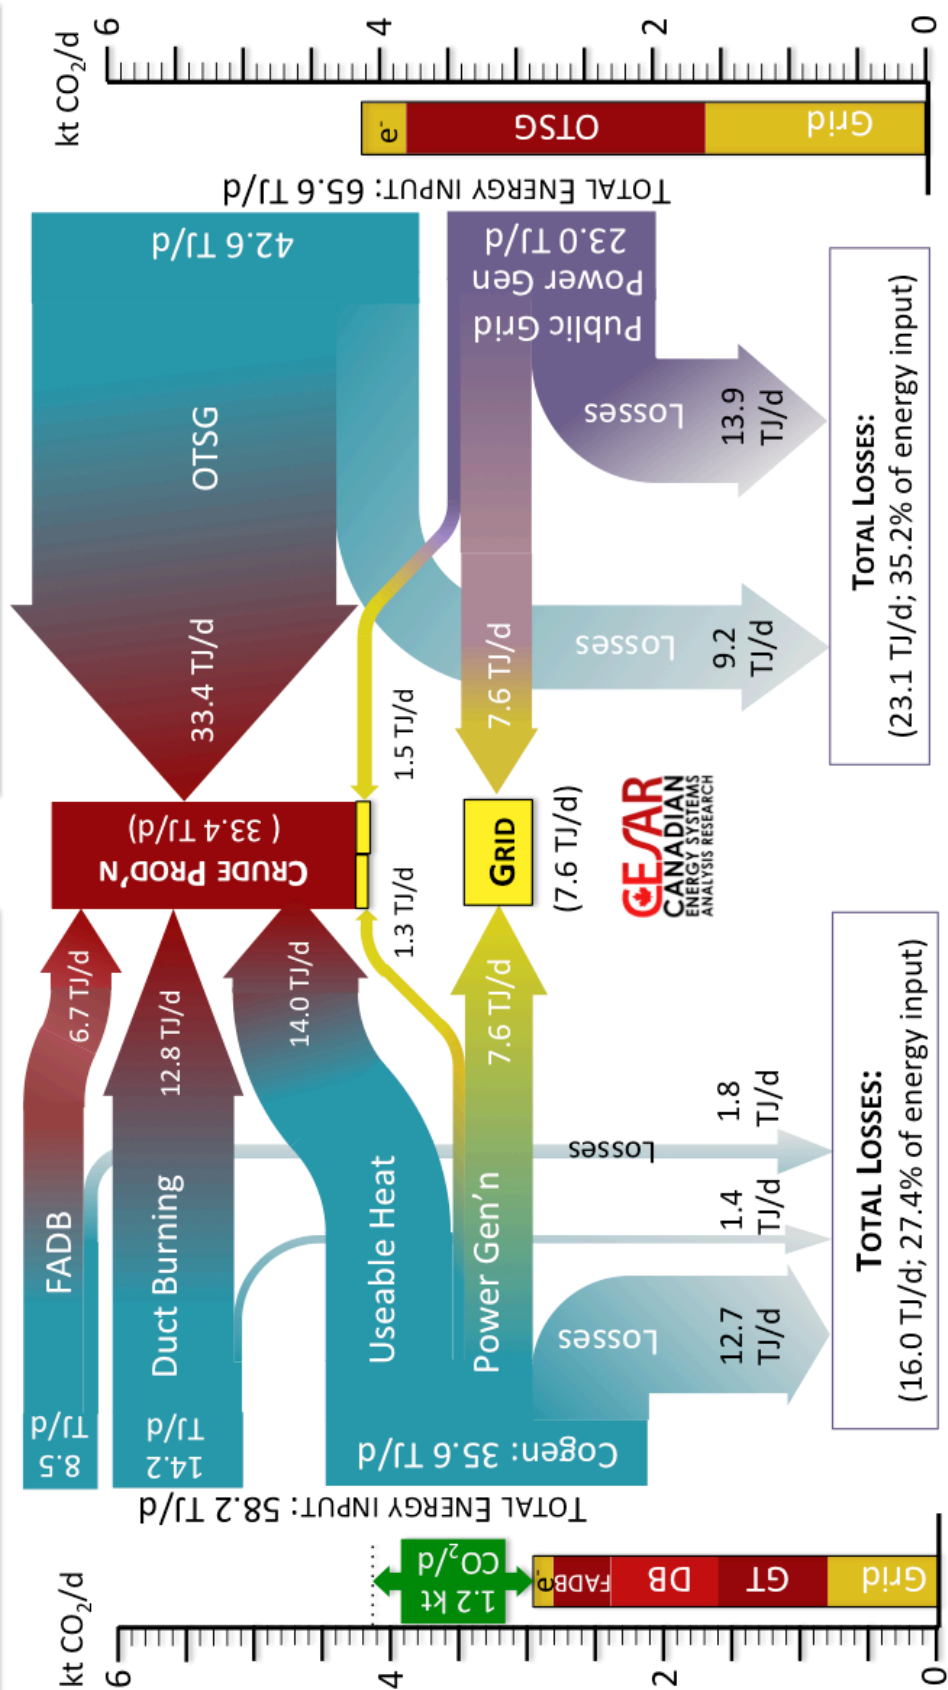 kt CO₂/d
6
4
2
0
1.2 kt
CO₂/d
e⁻
FADB
DB
GT
Grid
TOTAL ENERGY INPUT: 58.2 TJ/d
8.5
TJ/d
14.2
TJ/d
Cogen: 35.6 TJ/d
FADB
6.7 TJ/d
Duct Burning
12.8 TJ/d
Useable Heat
14.0 TJ/d
Power Gen'n
7.6 TJ/d
1.3 TJ/d
Losses
12.7
TJ/d
1.4
TJ/d
Losses
1.8
TJ/d
TOTAL LOSSES:
(16.0 TJ/d; 27.4% of energy input)
CRUDE PROD'N
( 33.4 TJ/d)
GRID
(7.6 TJ/d)
CESAR
CANADIAN
ENERGY SYSTEMS
ANALYSIS RESEARCH
33.4 TJ/d
OTSG
42.6 TJ/d
1.5 TJ/d
7.6 TJ/d
Public Grid
Power Gen
23.0 TJ/d
Losses
9.2
TJ/d
Losses
13.9
TJ/d
TOTAL LOSSES:
(23.1 TJ/d; 35.2% of energy input)
TOTAL ENERGY INPUT: 65.6 TJ/d
e⁻
OTSG
Grid
kt CO₂/d
6
4
2
0